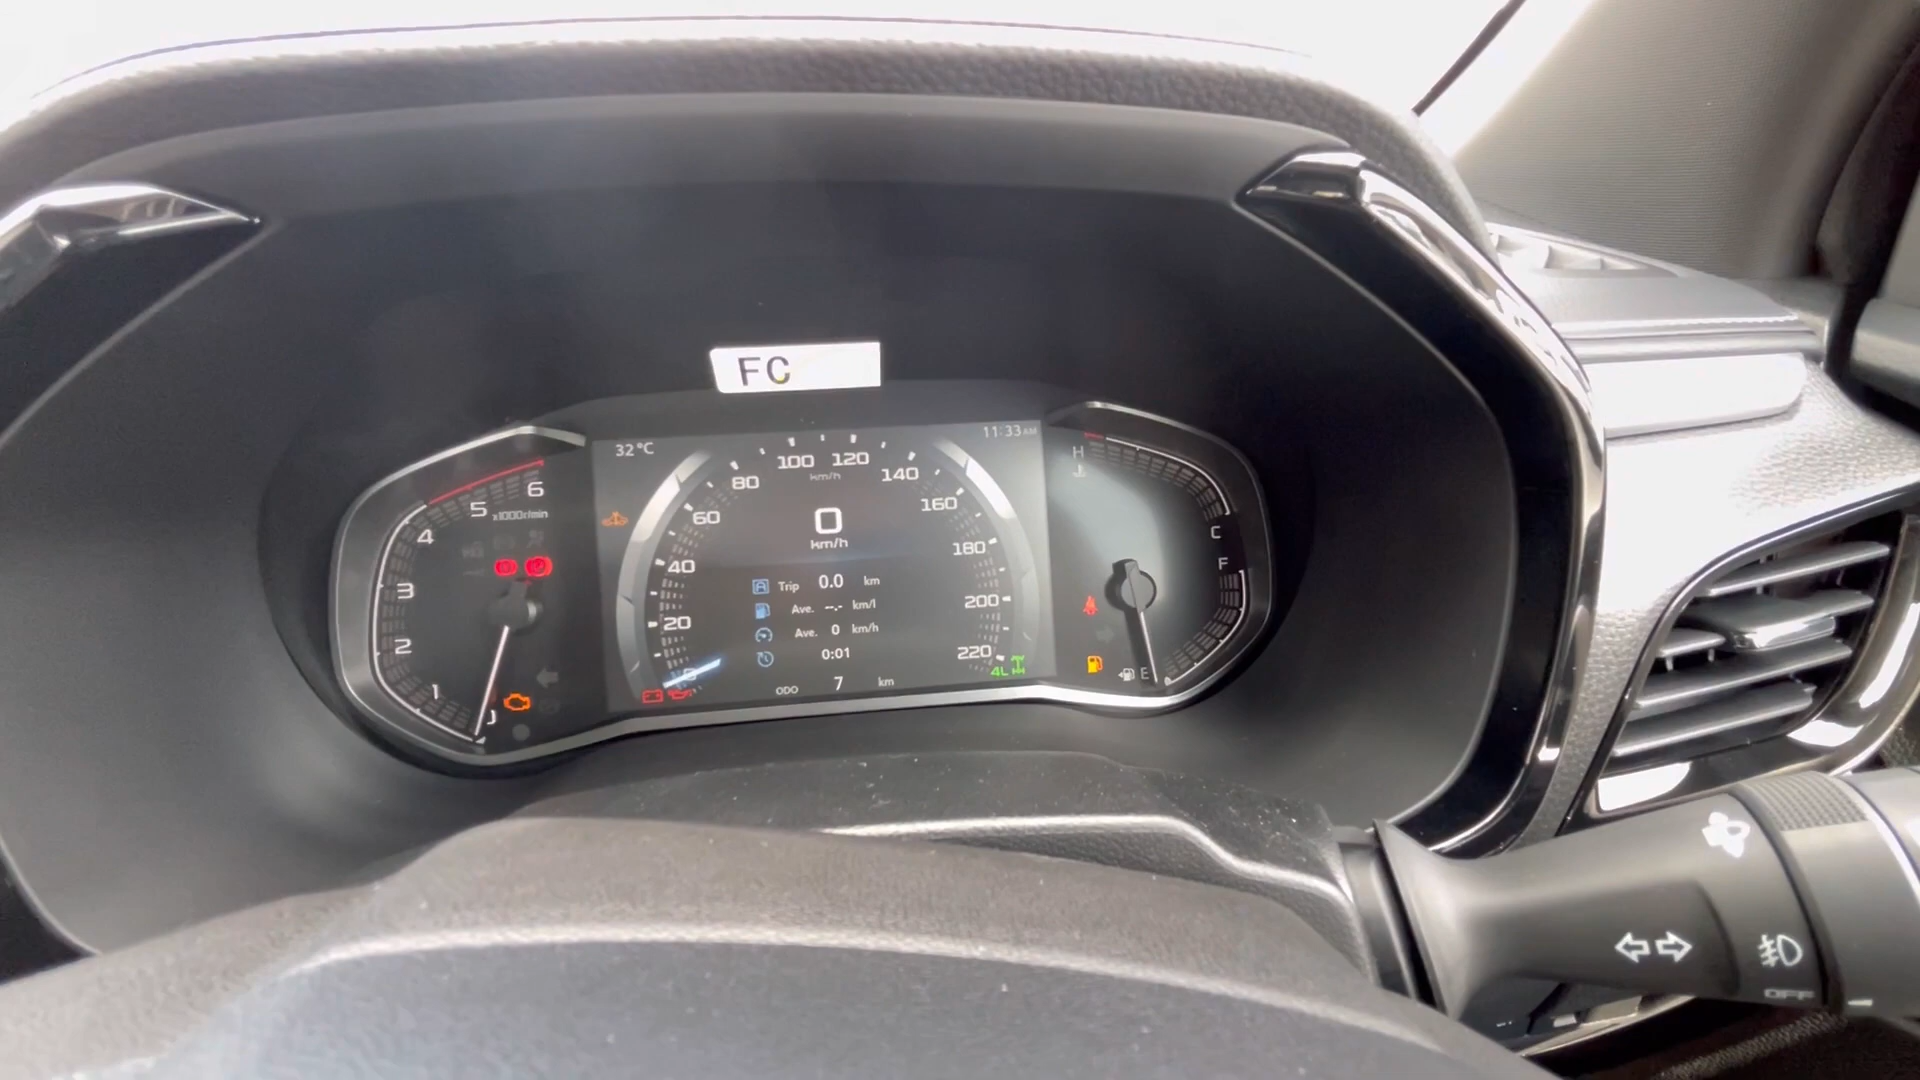 FC
32°C
11:33AM
6
5
x1000r/min
4
3
2
1
100 120
km/h
80
140
60
160
40
180
20
200
220
0
km/h
Trip 0.0 km
Ave. --.- km/l
Ave. 0 km/h
0:01
ODO 7 km
4L
H
C
F
E
OFF